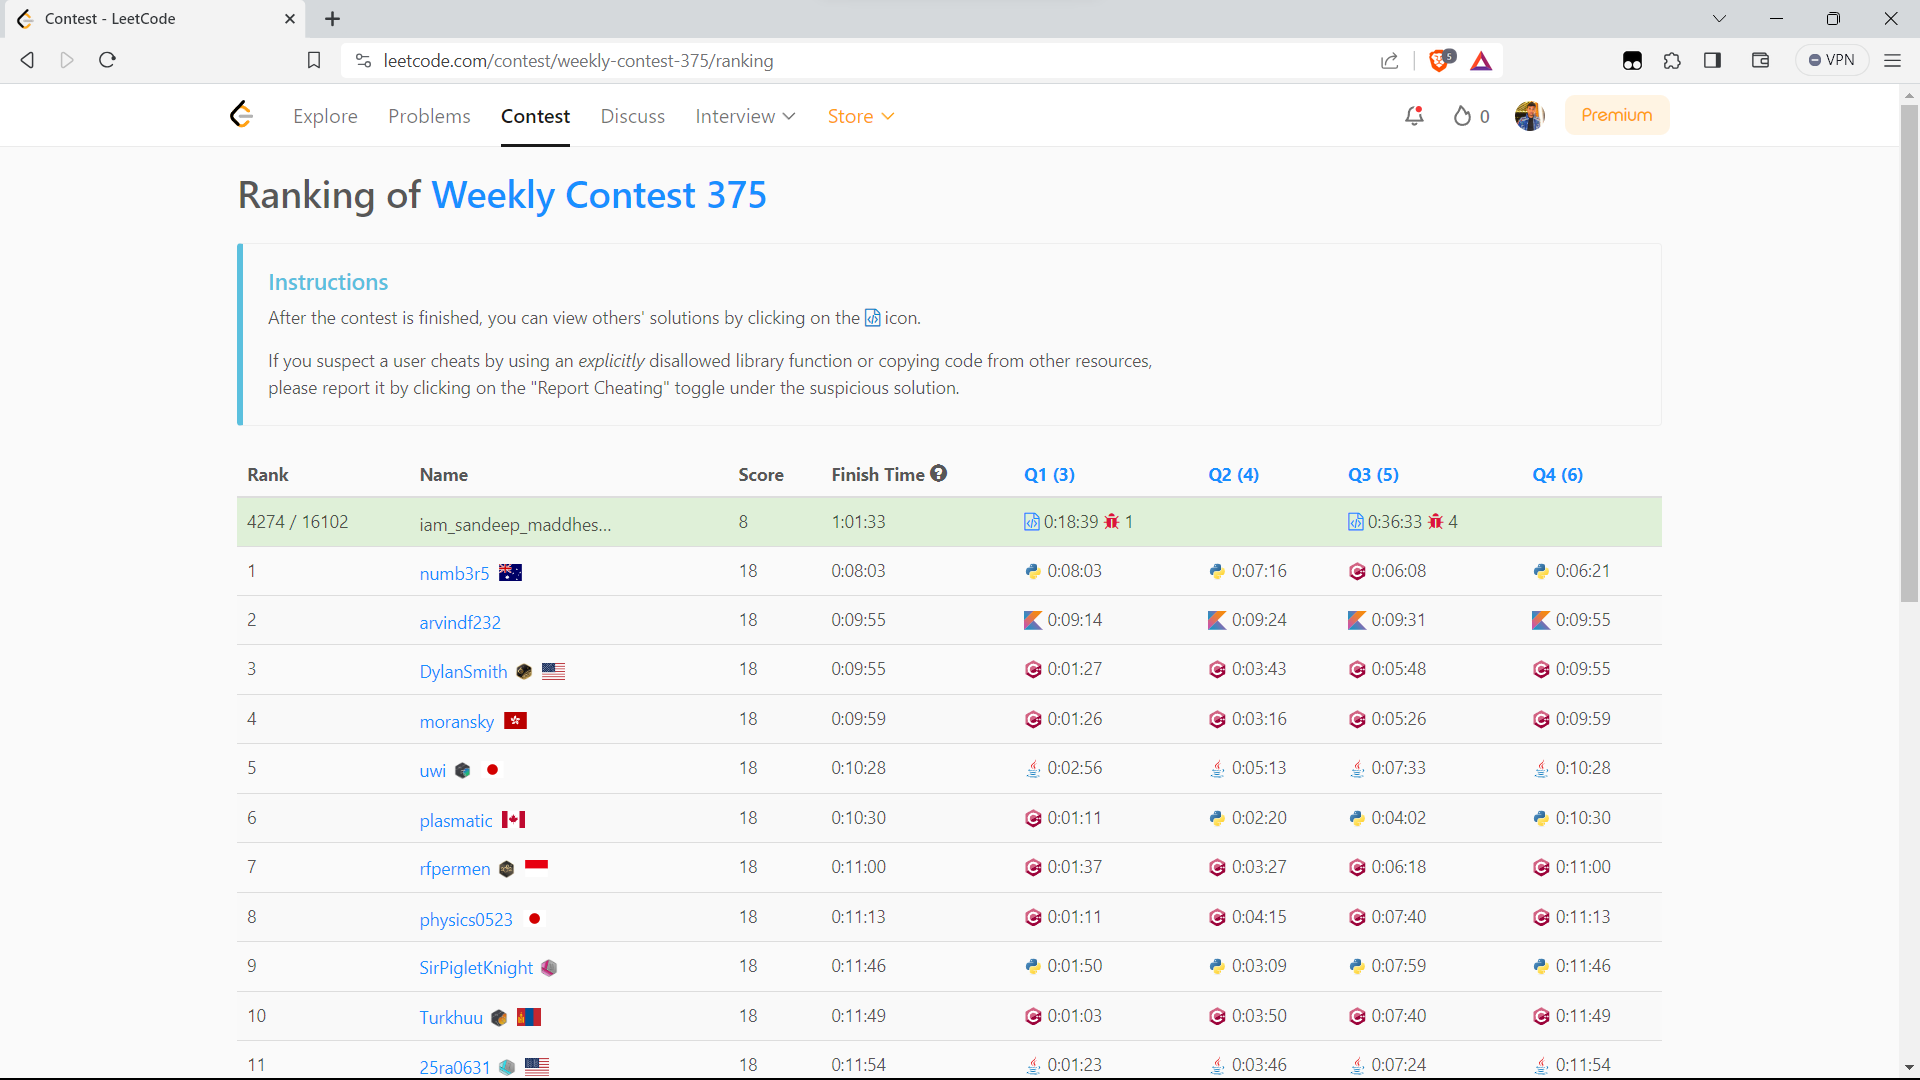 Contest - LeetCode
leetcode.com/contest/weekly-contest-375/ranking
5
VPN
Explore Problems Contest Discuss Interview Store 0 Premium
Ranking of Weekly Contest 375
Instructions
After the contest is finished, you can view others' solutions by clicking on the icon.
If you suspect a user cheats by using an explicitly disallowed library function or copying code from other resources,
please report it by clicking on the "Report Cheating" toggle under the suspicious solution.
Rank Name Score Finish Time Q1 (3) Q2 (4) Q3 (5) Q4 (6)
4274 / 16102 iam_sandeep_maddhes... 8 1:01:33 0:18:39 1 0:36:33 4
1 numb3r5 18 0:08:03 0:08:03 0:07:16 0:06:08 0:06:21
2 arvindf232 18 0:09:55 0:09:14 0:09:24 0:09:31 0:09:55
3 DylanSmith 18 0:09:55 0:01:27 0:03:43 0:05:48 0:09:55
4 moransky 18 0:09:59 0:01:26 0:03:16 0:05:26 0:09:59
5 uwi 18 0:10:28 0:02:56 0:05:13 0:07:33 0:10:28
6 plasmatic 18 0:10:30 0:01:11 0:02:20 0:04:02 0:10:30
7 rfpermen 18 0:11:00 0:01:37 0:03:27 0:06:18 0:11:00
8 physics0523 18 0:11:13 0:01:11 0:04:15 0:07:40 0:11:13
9 SirPigletKnight 18 0:11:46 0:01:50 0:03:09 0:07:59 0:11:46
10 Turkhuu 18 0:11:49 0:01:03 0:03:50 0:07:40 0:11:49
11 25ra0631 18 0:11:54 0:01:23 0:03:46 0:07:24 0:11:54